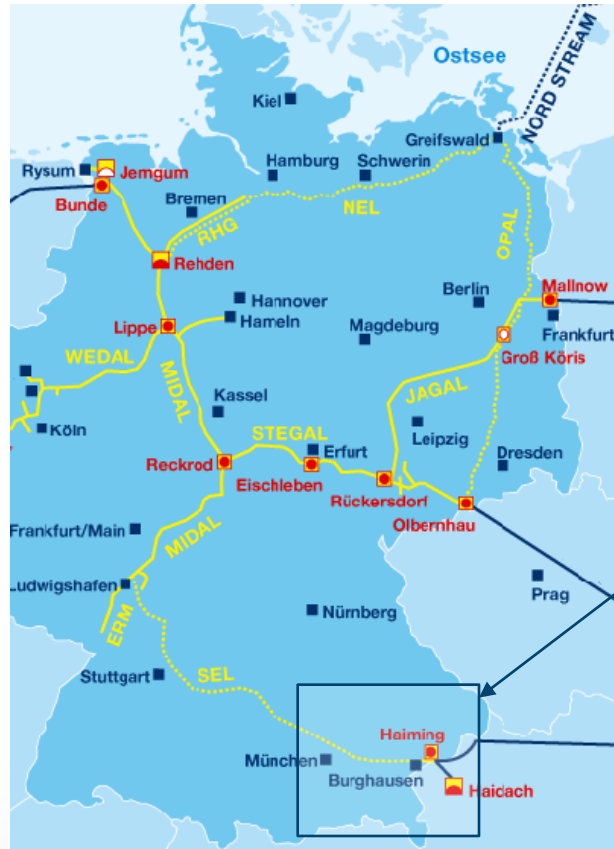 Ostsee
NORD STREAM
Kiel
Greifswald
Rysum
Jemgum
Hamburg
Schwerin
Bunde
Bremen
NEL
RHG
OPAL
Rehden
Mallnow
Hannover
Berlin
Lippe
Hameln
Magdeburg
Frankfurt
Groß Köris
WEDAL
MIDAL
JAGAL
Kassel
Köln
STEGAL
Leipzig
Erfurt
Dresden
Reckrod
Eischleben
Rückersdorf
Olbernhau
Frankfurt/Main
MIDAL
Ludwigshafen
Prag
Nürnberg
ERM
Stuttgart
SEL
Haiming
München
Burghausen
Haidach